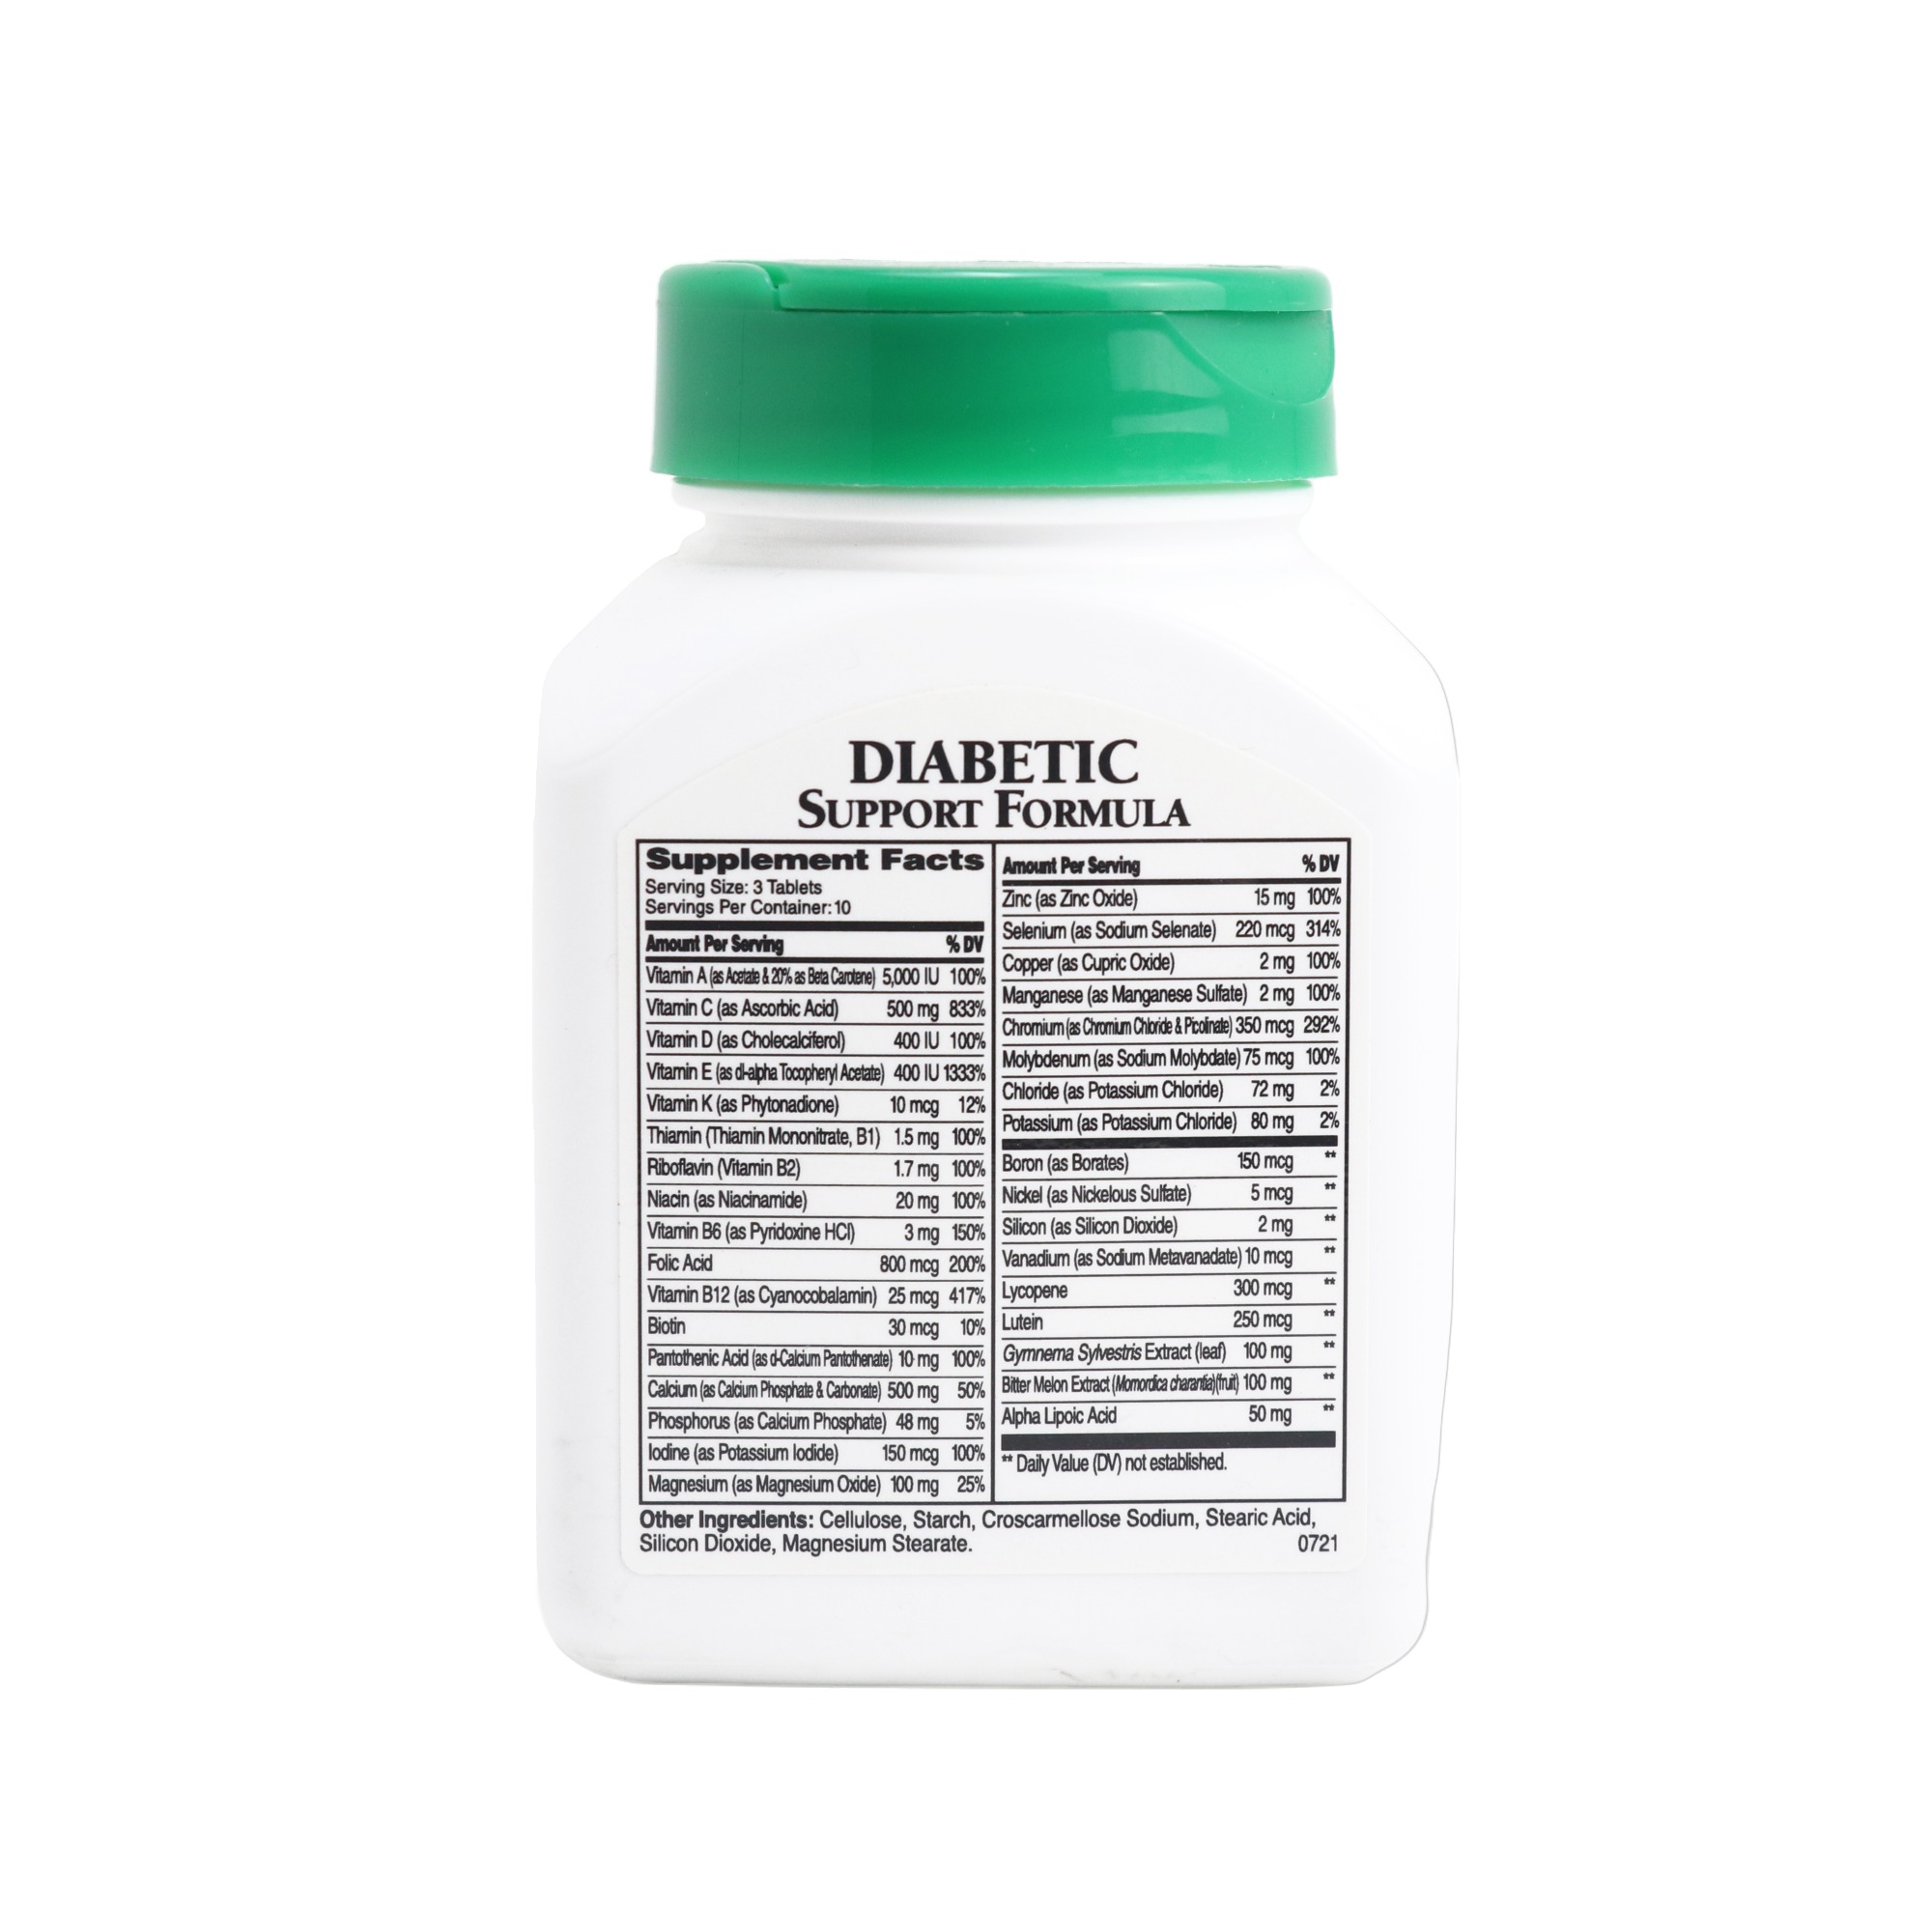 DIABETIC
SUPPORT FORMULA
Supplement Facts
Serving Size: 3 Tablets
Servings Per Container: 10
Amount Per Serving % DV
Vitamin A (as Acetate & 20% as Beta Carotene) 5,000 IU 100%
Vitamin C (as Ascorbic Acid) 500 mg 833%
Vitamin D (as Cholecalciferol) 400 IU 100%
Vitamin E (as dl-alpha Tocopheryl Acetate) 400 IU 1333%
Vitamin K (as Phytonadione) 10 mcg 12%
Thiamin (Thiamin Mononitrate, B1) 1.5 mg 100%
Riboflavin (Vitamin B2) 1.7 mg 100%
Niacin (as Niacinamide) 20 mg 100%
Vitamin B6 (as Pyridoxine HCl) 3 mg 150%
Folic Acid 800 mcg 200%
Vitamin B12 (as Cyanocobalamin) 25 mcg 417%
Biotin 30 mcg 10%
Pantothenic Acid (as d-Calcium Pantothenate) 10 mg 100%
Calcium (as Calcium Phosphate & Carbonate) 500 mg 50%
Phosphorus (as Calcium Phosphate) 48 mg 5%
Iodine (as Potassium Iodide) 150 mcg 100%
Magnesium (as Magnesium Oxide) 100 mg 25%
Amount Per Serving % DV
Zinc (as Zinc Oxide) 15 mg 100%
Selenium (as Sodium Selenate) 220 mcg 314%
Copper (as Cupric Oxide) 2 mg 100%
Manganese (as Manganese Sulfate) 2 mg 100%
Chromium (as Chromium Chloride & Picolinate) 350 mcg 292%
Molybdenum (as Sodium Molybdate) 75 mcg 100%
Chloride (as Potassium Chloride) 72 mg 2%
Potassium (as Potassium Chloride) 80 mg 2%
Boron (as Borates) 150 mcg **
Nickel (as Nickelous Sulfate) 5 mcg **
Silicon (as Silicon Dioxide) 2 mg **
Vanadium (as Sodium Metavanadate) 10 mcg **
Lycopene 300 mcg **
Lutein 250 mcg **
Gymnema Sylvestris Extract (leaf) 100 mg **
Bitter Melon Extract (Momordica charantia)(fruit) 100 mg **
Alpha Lipoic Acid 50 mg **
** Daily Value (DV) not established.
Other Ingredients: Cellulose, Starch, Croscarmellose Sodium, Stearic Acid,
Silicon Dioxide, Magnesium Stearate. 0721